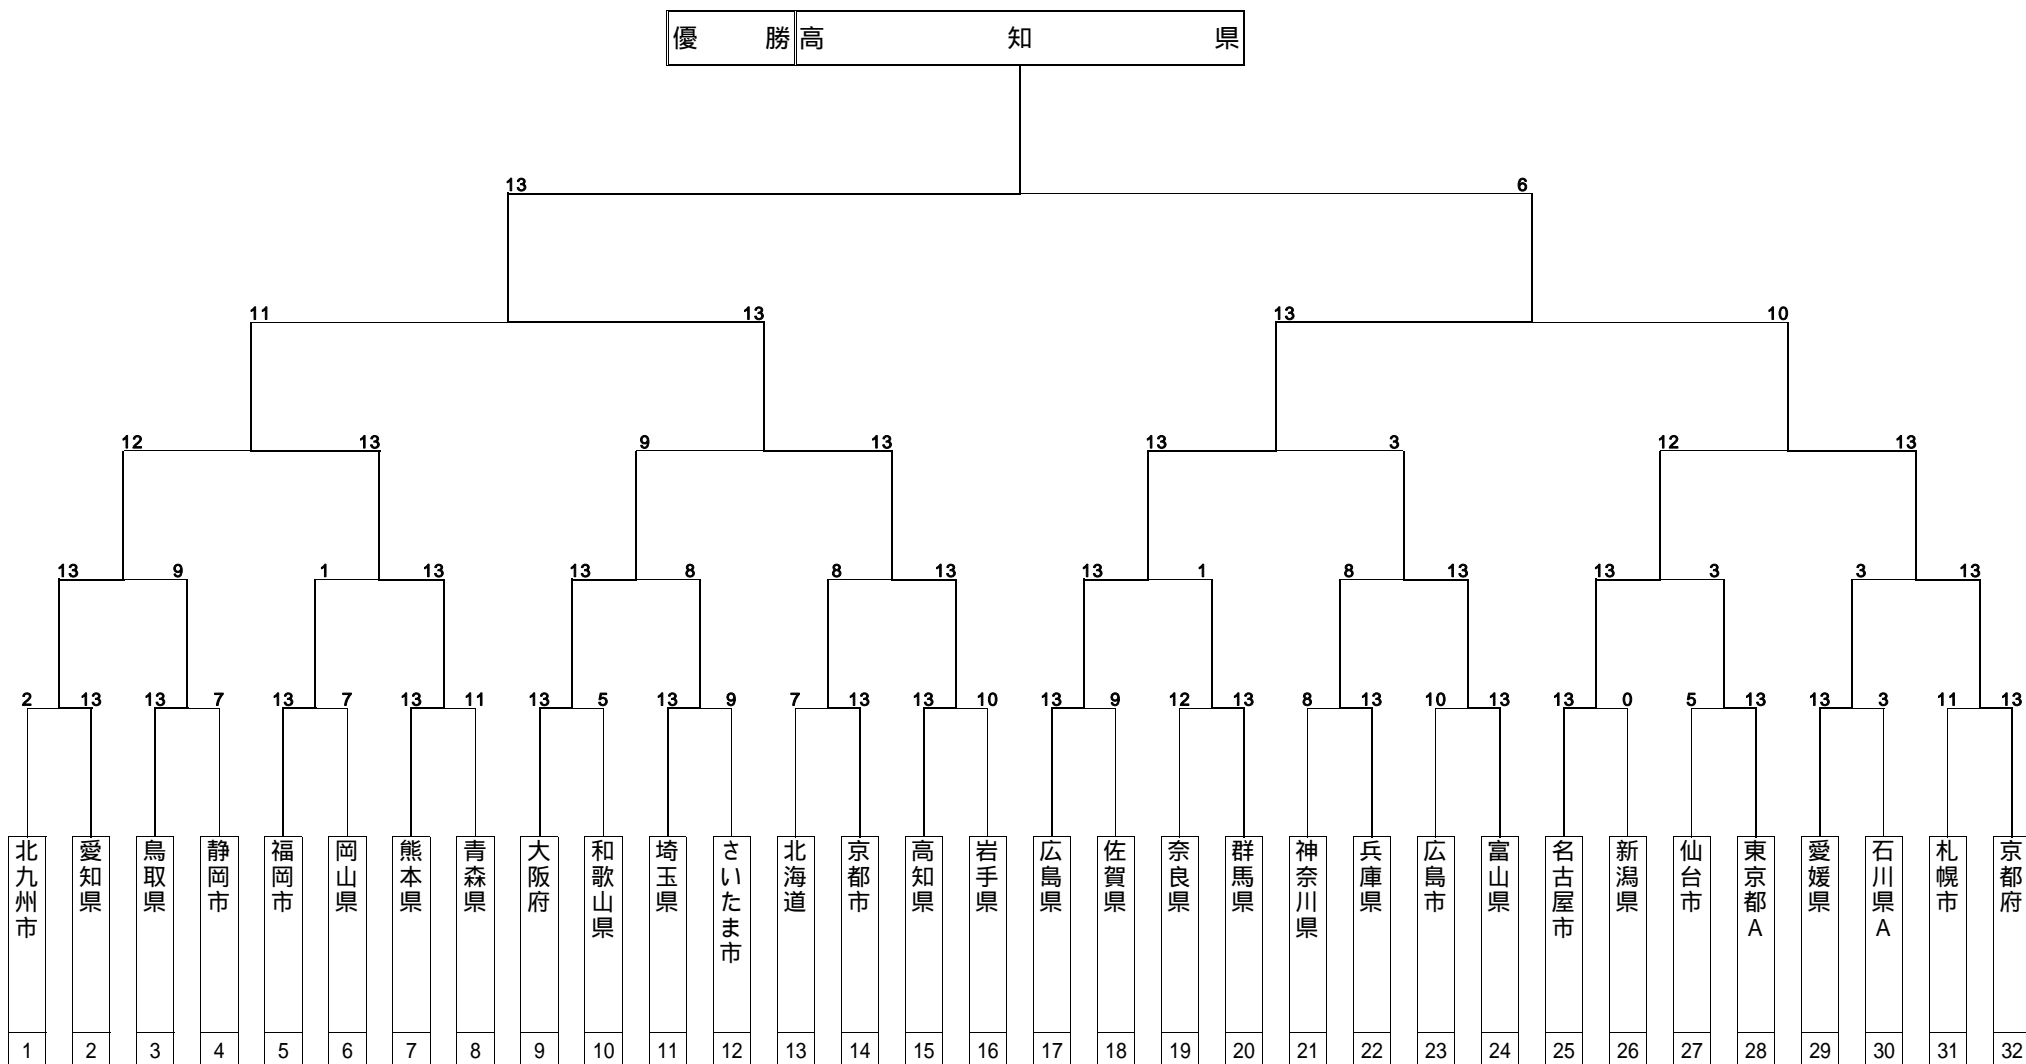 優 勝 高 知 県
13 6
11 13 13 10
12 13 9 13 13 3 12 13
13 9 1 13 13 8 8 13 13 1 8 13 13 3 3 13
2 13 13 7 13 7 13 11 13 5 13 9 7 13 13 10 13 9 12 13 8 13 10 13 13 0 5 13 13 3 11 13
北九州市
愛知県
鳥取県
静岡市
福岡市
岡山県
熊本県
青森県
大阪府
和歌山県
埼玉県
さいたま市
北海道
京都市
高知県
岩手県
広島県
佐賀県
奈良県
群馬県
神奈川県
兵庫県
広島市
富山県
名古屋市
新潟県
仙台市
東京都A
愛媛県
石川県A
札幌市
京都府
1 2 3 4 5 6 7 8 9 10 11 12 13 14 15 16 17 18 19 20 21 22 23 24 25 26 27 28 29 30 31 32